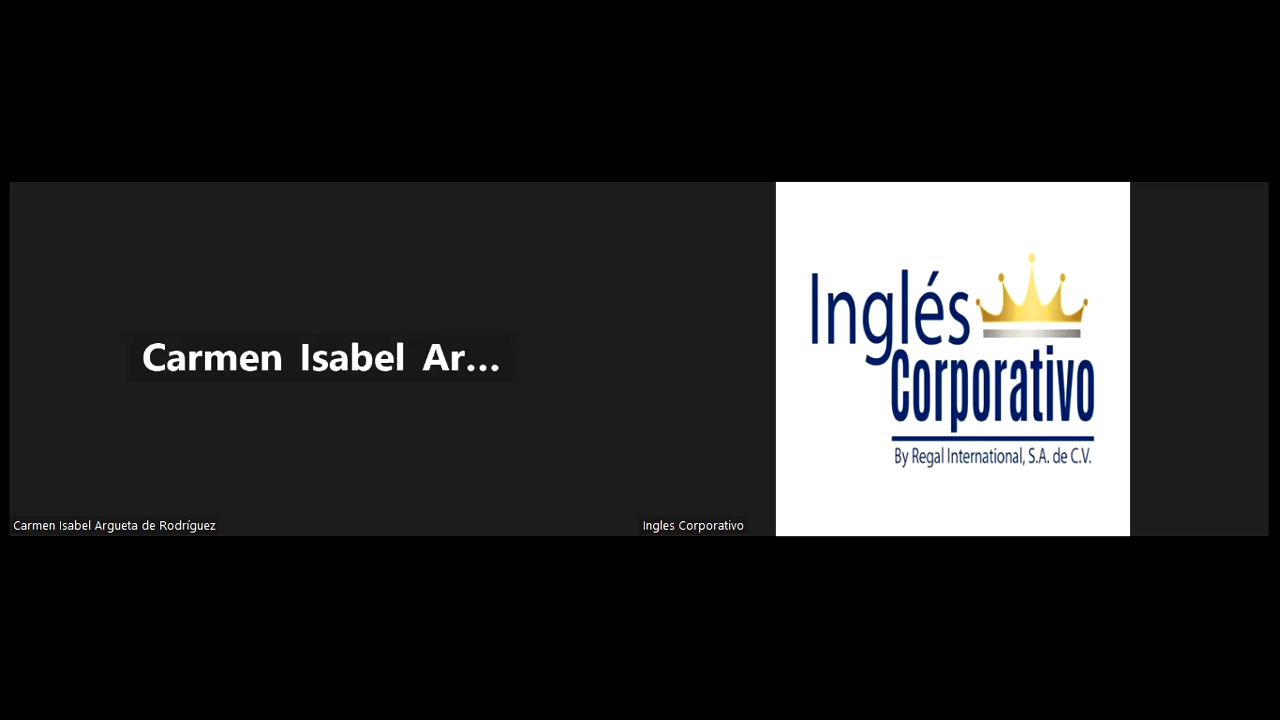 Carmen Isabel Ar...
Carmen Isabel Argueta de Rodríguez
Inglés
Corporativo
By Regal International, S.A. de C.V.
Ingles Corporativo